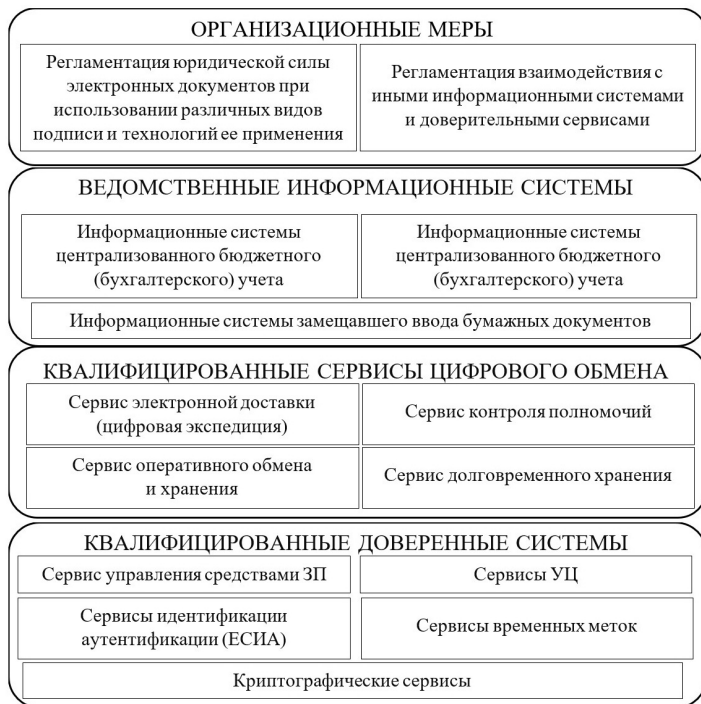 ОРГАНИЗАЦИОННЫЕ МЕРЫ
Регламентация юридической силы
электронных документов при
использовании различных видов
подписи и технологий ее применения
Регламентация взаимодействия с
иными информационными системами
и доверительными сервисами
ВЕДОМСТВЕННЫЕ ИНФОРМАЦИОННЫЕ СИСТЕМЫ
Информационные системы
централизованного бюджетного
(бухгалтерского) учета
Информационные системы
централизованного бюджетного
(бухгалтерского) учета
Информационные системы замещавшего ввода бумажных документов
КВАЛИФИЦИРОВАННЫЕ СЕРВИСЫ ЦИФРОВОГО ОБМЕНА
Сервис электронной доставки
(цифровая экспедиция)
Сервис контроля полномочий
Сервис оперативного обмена
и хранения
Сервис долговременного хранения
КВАЛИФИЦИРОВАННЫЕ ДОВЕРЕННЫЕ СИСТЕМЫ
Сервис управления средствами ЗП
Сервисы УЦ
Сервисы идентификации
аутентификации (ЕСИА)
Сервисы временных меток
Криптографические сервисы